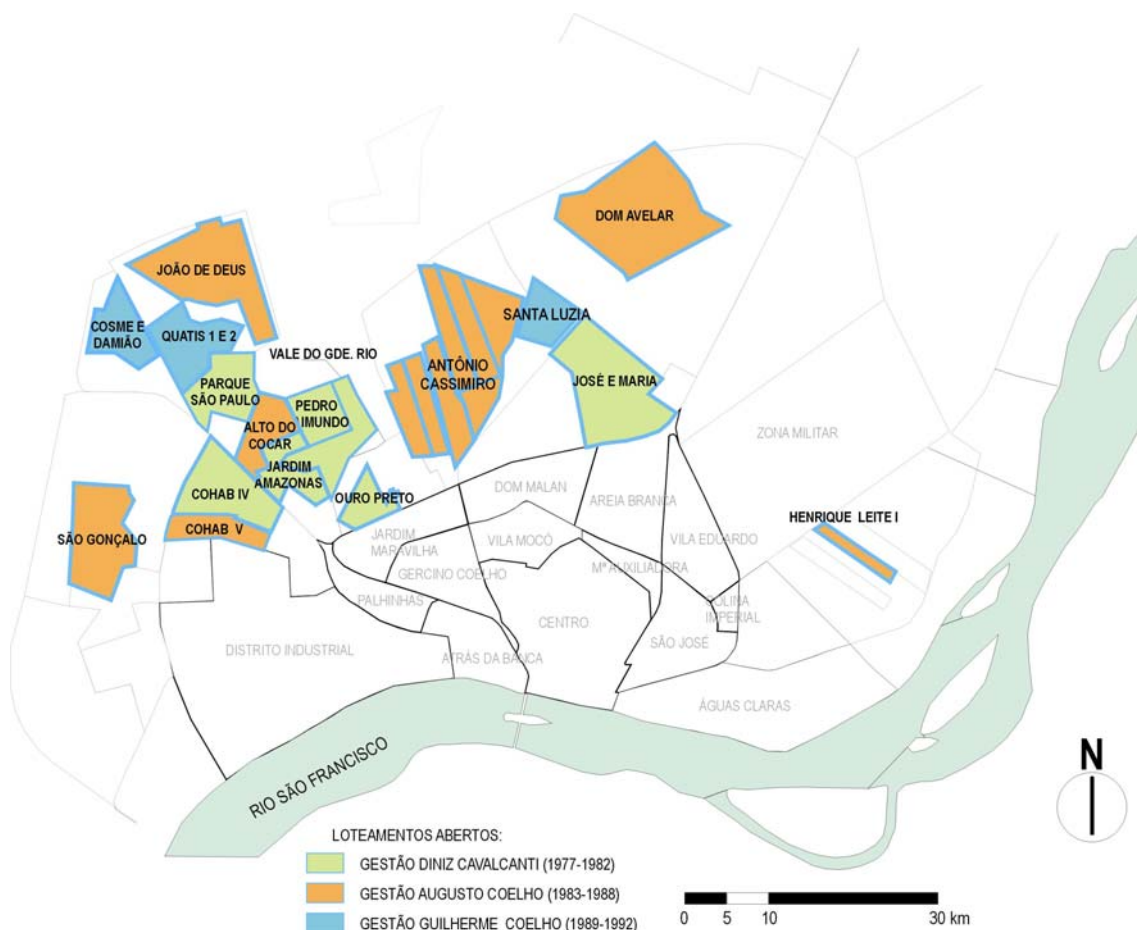 DOM AVELAR
JOÃO DE DEUS
COSME E
DAMIÃO
QUATIS 1 E 2
SANTA LUZIA
VALE DO GDE. RIO
ANTÔNIO
CASSIMIRO
JOSÉ E MARIA
PARQUE
SÃO PAULO
PEDRO
IMUNDO
ALTO DO
COCAR
JARDIM
AMAZONAS
ZONA MILITAR
COHAB IV
OURO PRETO
DOM MALAN
AREIA BRANCA
HENRIQUE LEITE I
COHAB V
SÃO GONÇALO
JARDIM
MARAVILHA
VILA MOCÓ
VILA EDUARDO
GERCINO COELHO
Mª AUXILIADORA
PALHINHAS
COLINA
IMPERIAL
CENTRO
SÃO JOSÉ
DISTRITO INDUSTRIAL
ATRÁS DA BANCA
ÁGUAS CLARAS
RIO SÃO FRANCISCO
N
LOTEAMENTOS ABERTOS:
GESTÃO DINIZ CAVALCANTI (1977-1982)
GESTÃO AUGUSTO COELHO (1983-1988)
GESTÃO GUILHERME COELHO (1989-1992)
0 5 10 30 km